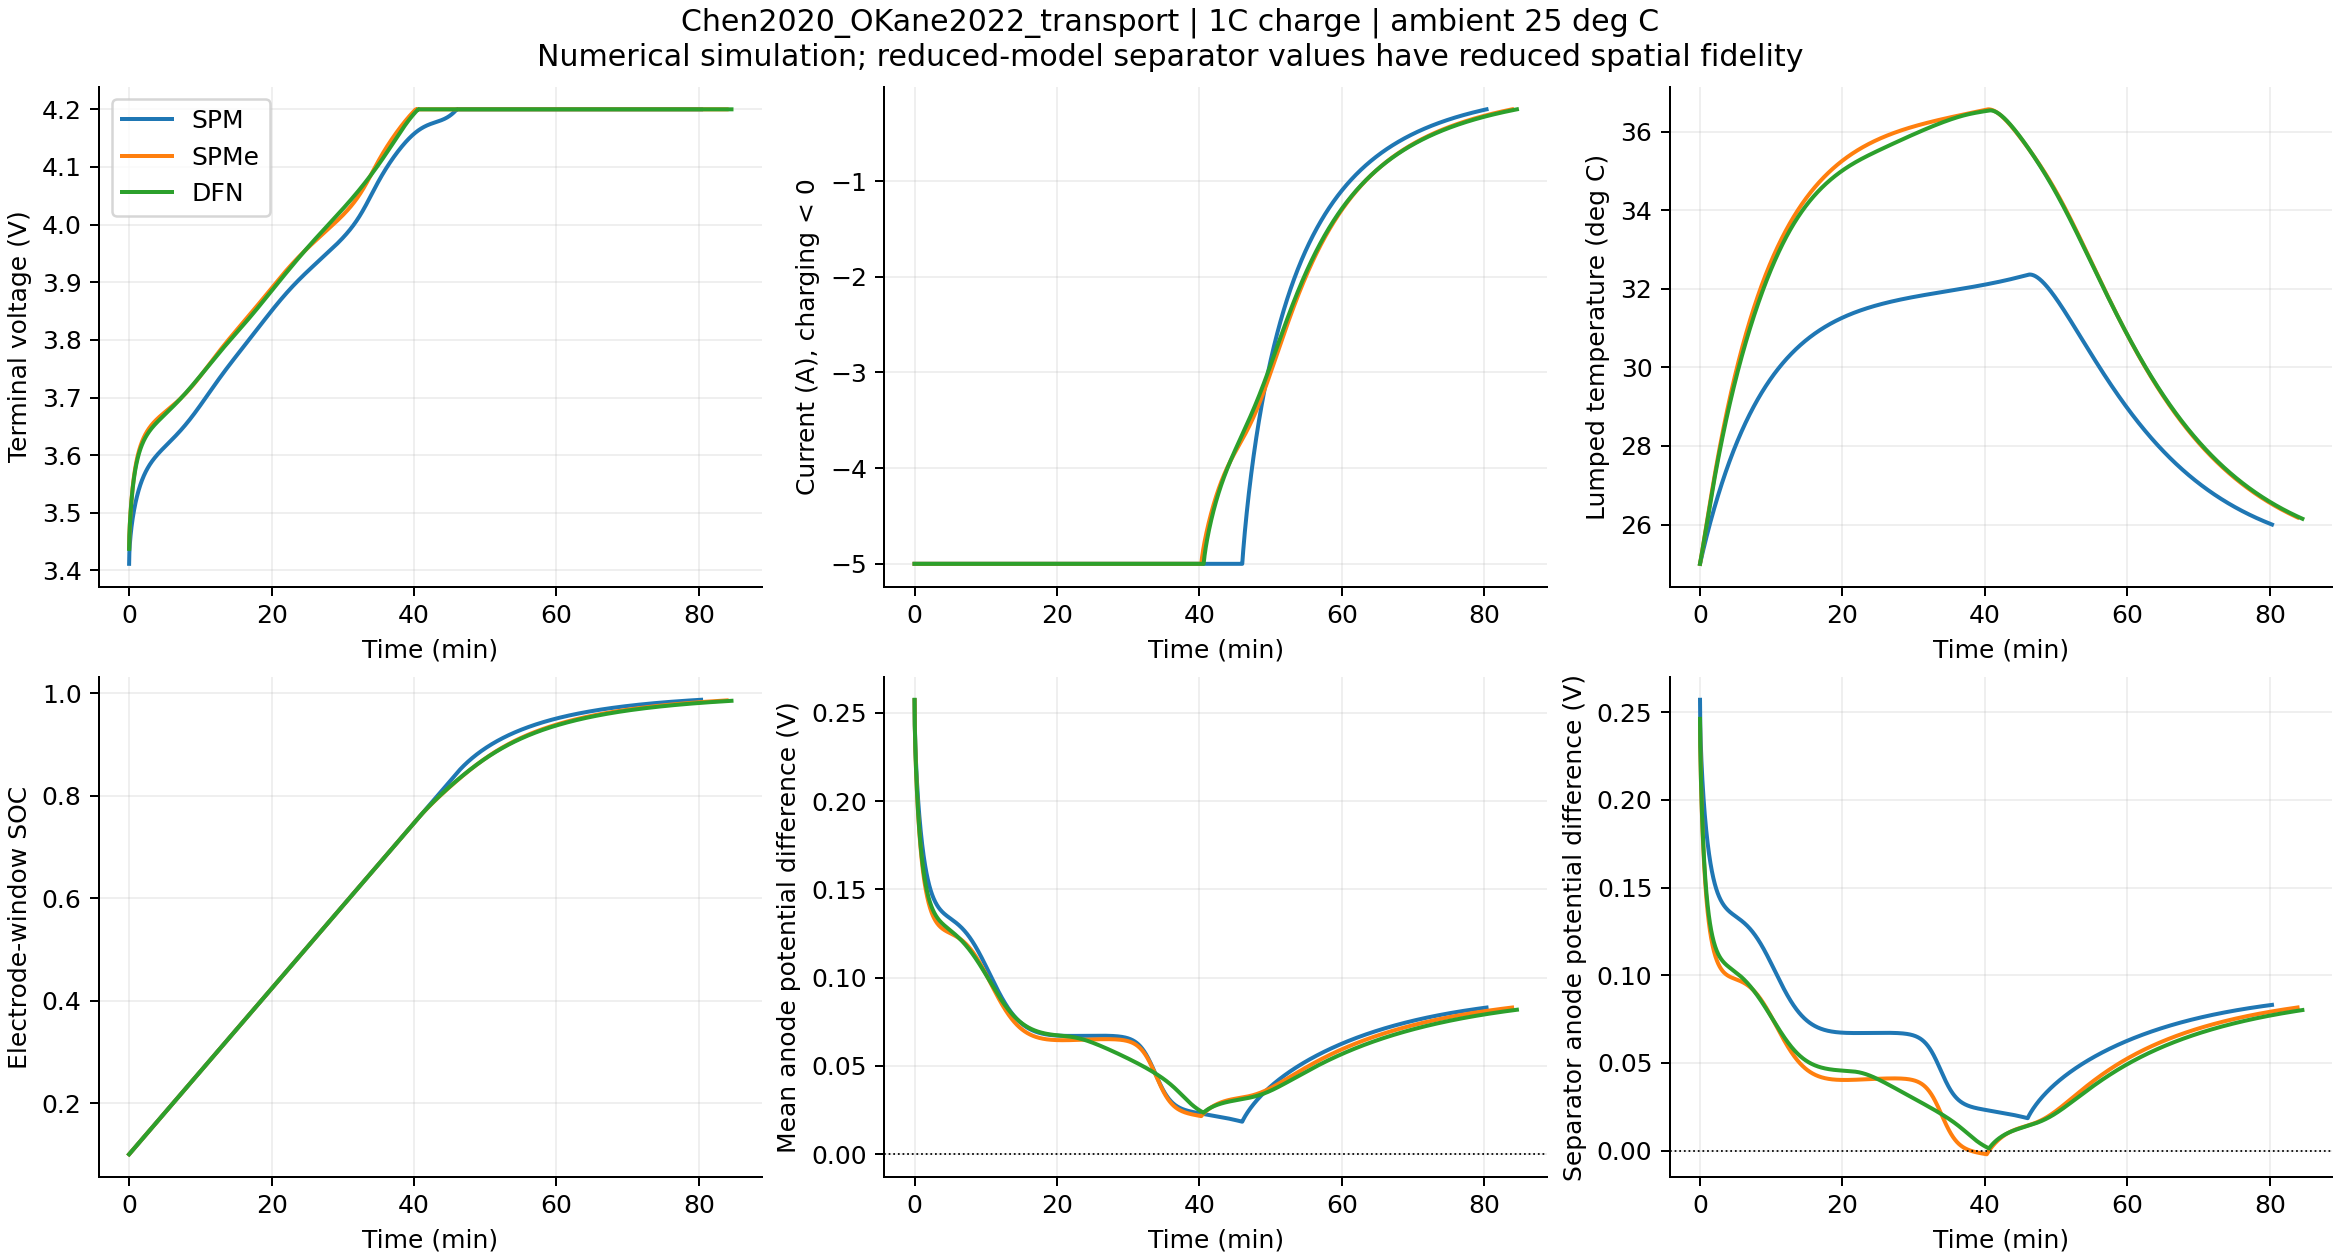 Chen2020_OKane2022_transport | 1C charge | ambient 25 deg C
Numerical simulation; reduced-model separator values have reduced spatial fidelity
Terminal voltage (V)
4.2
4.1
4.0
3.9
3.8
3.7
3.6
3.5
3.4
SPM
SPMe
DFN
0 20 40 60 80
Time (min)
Current (A), charging < 0
−1
−2
−3
−4
−5
0 20 40 60 80
Time (min)
Lumped temperature (deg C)
36
34
32
30
28
26
0 20 40 60 80
Time (min)
Electrode-window SOC
1.0
0.8
0.6
0.4
0.2
0 20 40 60 80
Time (min)
Mean anode potential difference (V)
0.25
0.20
0.15
0.10
0.05
0.00
0 20 40 60 80
Time (min)
Separator anode potential difference (V)
0.25
0.20
0.15
0.10
0.05
0.00
0 20 40 60 80
Time (min)